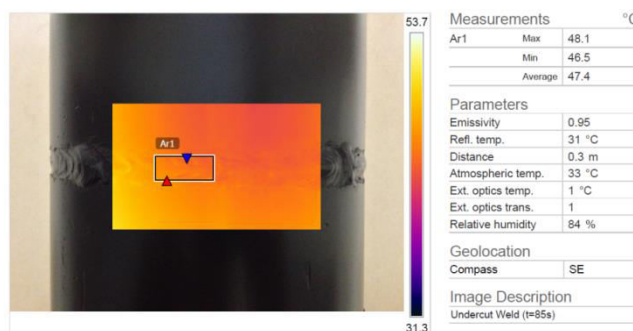 53.7
Ar1
31.3
Measurements °C
Ar1 Max 48.1
Min 46.5
Average 47.4
Parameters
Emissivity 0.95
Refl. temp. 31 °C
Distance 0.3 m
Atmospheric temp. 33 °C
Ext. optics temp. 1 °C
Ext. optics trans. 1
Relative humidity 84 %
Geolocation
Compass SE
Image Description
Undercut Weld (t=85s)